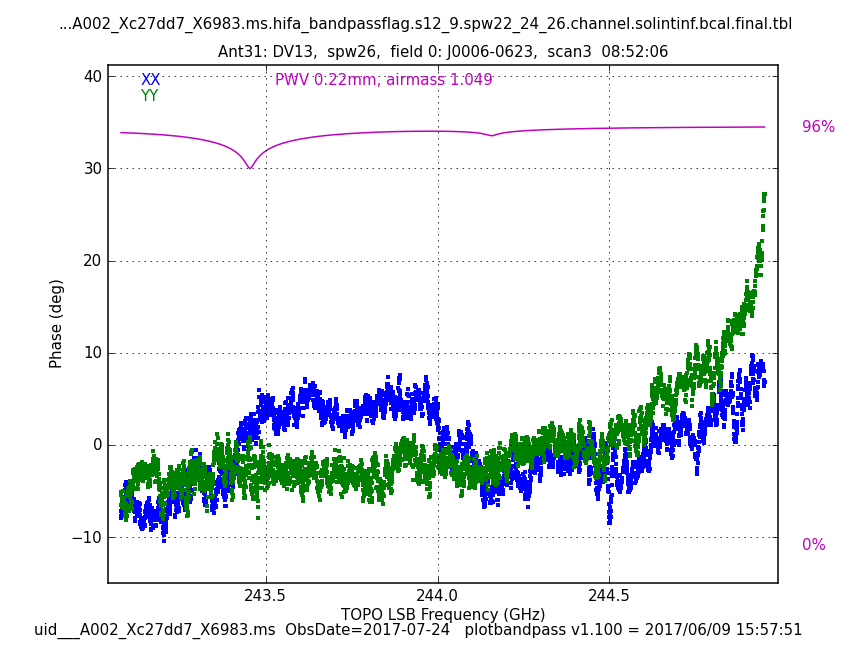 ...A002_Xc27dd7_X6983.ms.hifa_bandpassflag.s12_9.spw22_24_26.channel.solintinf.bcal.final.tbl
Ant31: DV13, spw26, field 0: J0006-0623, scan3 08:52:06
40
XX
PWV 0.22mm, airmass 1.049
YY
96%
30
20
Phase (deg)
10
0
−10
0%
243.5 244.0 244.5
TOPO LSB Frequency (GHz)
uid___A002_Xc27dd7_X6983.ms ObsDate=2017-07-24 plotbandpass v1.100 = 2017/06/09 15:57:51